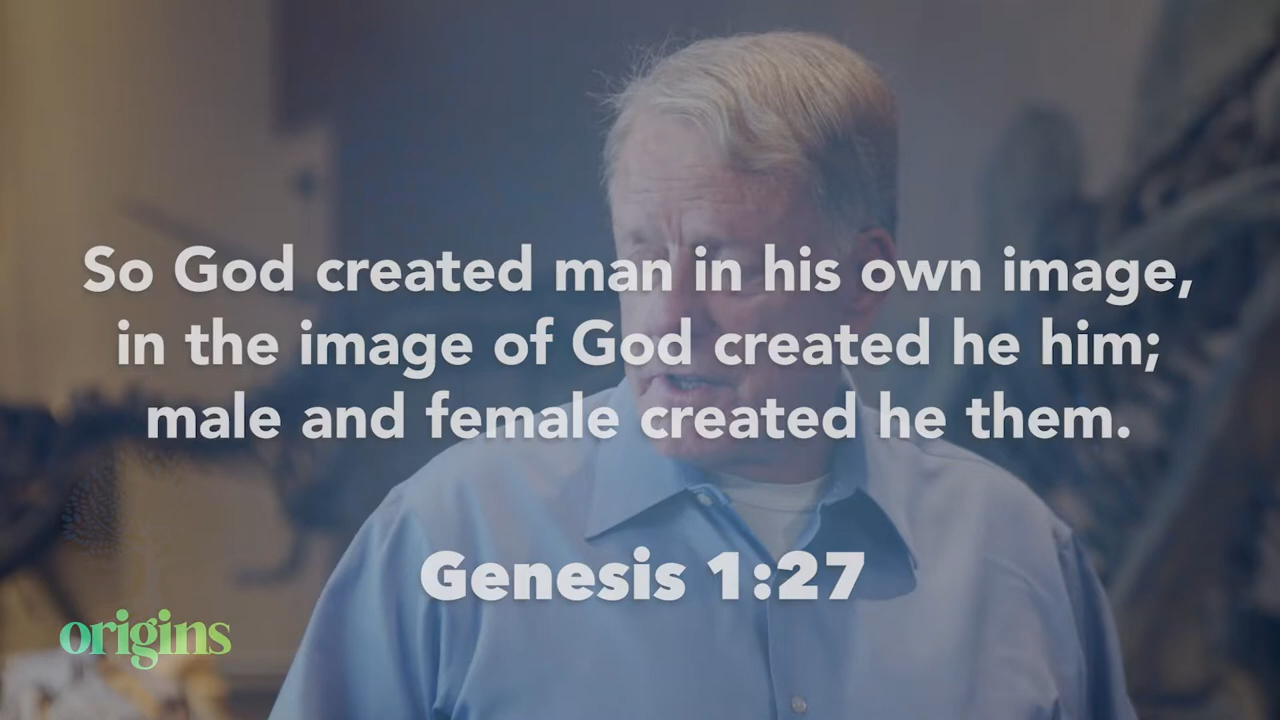 So God created man in his own image,
in the image of God created he him;
male and female created he them.
Genesis 1:27
origins